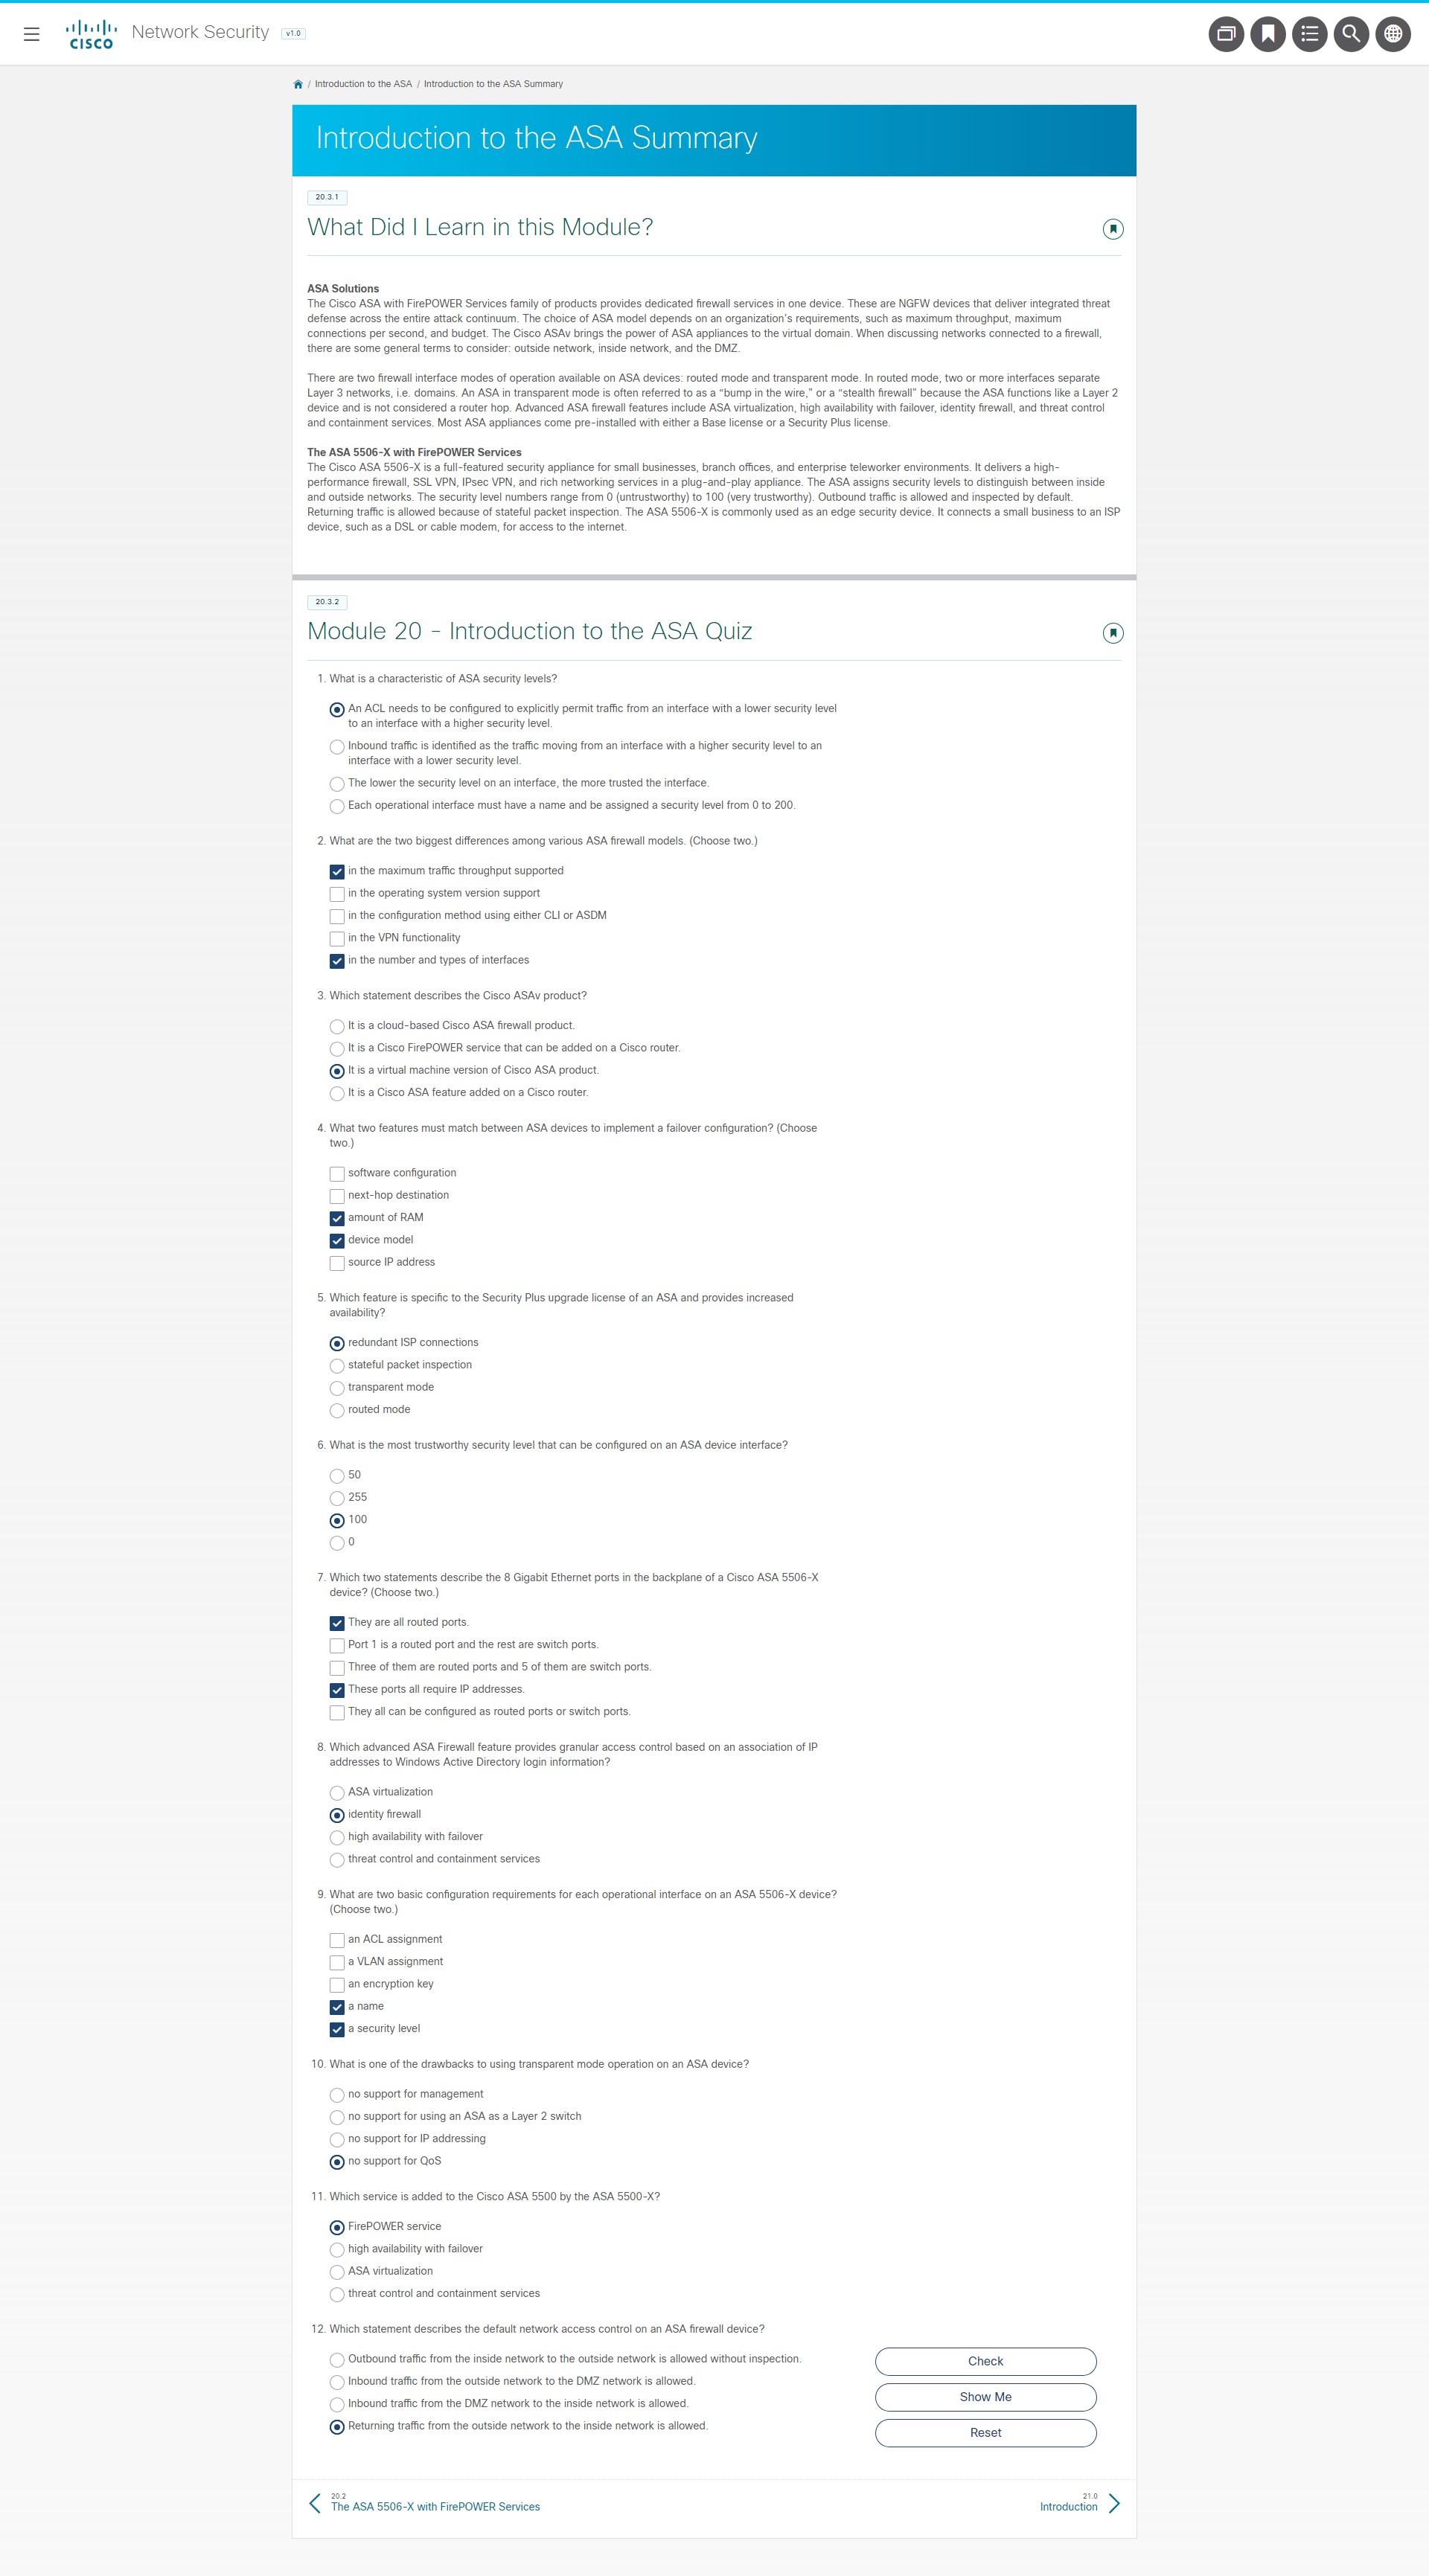 CISCO
Network Security
v1.0
/ Introduction to the ASA / Introduction to the ASA Summary
Introduction to the ASA Summary
20.3.1
What Did I Learn in this Module?
ASA Solutions
The Cisco ASA with FirePOWER Services family of products provides dedicated firewall services in one device. These are NGFW devices that deliver integrated threat
defense across the entire attack continuum. The choice of ASA model depends on an organization's requirements, such as maximum throughput, maximum
connections per second, and budget. The Cisco ASAv brings the power of ASA appliances to the virtual domain. When discussing networks connected to a firewall,
there are some general terms to consider: outside network, inside network, and the DMZ.
There are two firewall interface modes of operation available on ASA devices: routed mode and transparent mode. In routed mode, two or more interfaces separate
Layer 3 networks, i.e. domains. An ASA in transparent mode is often referred to as a “bump in the wire,” or a “stealth firewall” because the ASA functions like a Layer 2
device and is not considered a router hop. Advanced ASA firewall features include ASA virtualization, high availability with failover, identity firewall, and threat control
and containment services. Most ASA appliances come pre-installed with either a Base license or a Security Plus license.
The ASA 5506-X with FirePOWER Services
The Cisco ASA 5506-X is a full-featured security appliance for small businesses, branch offices, and enterprise teleworker environments. It delivers a high-
performance firewall, SSL VPN, IPsec VPN, and rich networking services in a plug-and-play appliance. The ASA assigns security levels to distinguish between inside
and outside networks. The security level numbers range from 0 (untrustworthy) to 100 (very trustworthy). Outbound traffic is allowed and inspected by default.
Returning traffic is allowed because of stateful packet inspection. The ASA 5506-X is commonly used as an edge security device. It connects a small business to an ISP
device, such as a DSL or cable modem, for access to the internet.
20.3.2
Module 20 - Introduction to the ASA Quiz
1. What is a characteristic of ASA security levels?
An ACL needs to be configured to explicitly permit traffic from an interface with a lower security level
to an interface with a higher security level.
Inbound traffic is identified as the traffic moving from an interface with a higher security level to an
interface with a lower security level.
The lower the security level on an interface, the more trusted the interface.
Each operational interface must have a name and be assigned a security level from 0 to 200.
2. What are the two biggest differences among various ASA firewall models. (Choose two.)
in the maximum traffic throughput supported
in the operating system version support
in the configuration method using either CLI or ASDM
in the VPN functionality
in the number and types of interfaces
3. Which statement describes the Cisco ASAv product?
It is a cloud-based Cisco ASA firewall product.
It is a Cisco FirePOWER service that can be added on a Cisco router.
It is a virtual machine version of Cisco ASA product.
It is a Cisco ASA feature added on a Cisco router.
4. What two features must match between ASA devices to implement a failover configuration? (Choose
two.)
software configuration
next-hop destination
amount of RAM
device model
source IP address
5. Which feature is specific to the Security Plus upgrade license of an ASA and provides increased
availability?
redundant ISP connections
stateful packet inspection
transparent mode
routed mode
6. What is the most trustworthy security level that can be configured on an ASA device interface?
50
255
100
0
7. Which two statements describe the 8 Gigabit Ethernet ports in the backplane of a Cisco ASA 5506-X
device? (Choose two.)
They are all routed ports.
Port 1 is a routed port and the rest are switch ports.
Three of them are routed ports and 5 of them are switch ports.
These ports all require IP addresses.
They all can be configured as routed ports or switch ports.
8. Which advanced ASA Firewall feature provides granular access control based on an association of IP
addresses to Windows Active Directory login information?
ASA virtualization
identity firewall
high availability with failover
threat control and containment services
9. What are two basic configuration requirements for each operational interface on an ASA 5506-X device?
(Choose two.)
an ACL assignment
a VLAN assignment
an encryption key
a name
a security level
10. What is one of the drawbacks to using transparent mode operation on an ASA device?
no support for management
no support for using an ASA as a Layer 2 switch
no support for IP addressing
no support for QoS
11. Which service is added to the Cisco ASA 5500 by the ASA 5500-X?
FirePOWER service
high availability with failover
ASA virtualization
threat control and containment services
12. Which statement describes the default network access control on an ASA firewall device?
Outbound traffic from the inside network to the outside network is allowed without inspection.
Inbound traffic from the outside network to the DMZ network is allowed.
Inbound traffic from the DMZ network to the inside network is allowed.
Returning traffic from the outside network to the inside network is allowed.
Check
Show Me
Reset
20.2
The ASA 5506-X with FirePOWER Services
21.0
Introduction